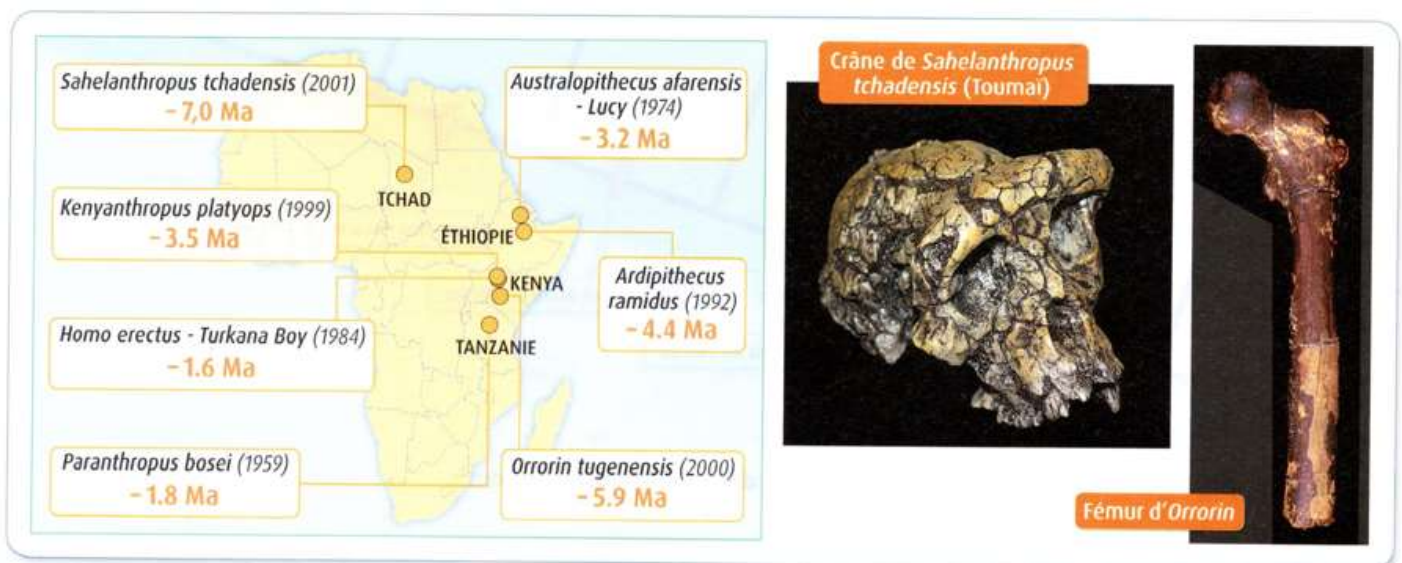 Sahelanthropus tchadensis (2001)
– 7,0 Ma
Australopithecus afarensis
- Lucy (1974)
– 3.2 Ma
TCHAD
Kenyanthropus platyops (1999)
– 3.5 Ma
ÉTHIOPIE
Ardipithecus
ramidus (1992)
– 4.4 Ma
KENYA
Homo erectus - Turkana Boy (1984)
– 1.6 Ma
TANZANIE
Paranthropus bosei (1959)
– 1.8 Ma
Orrorin tugenensis (2000)
– 5.9 Ma
Crâne de Sahelanthropus
tchadensis (Toumaï)
Fémur d'Orrorin